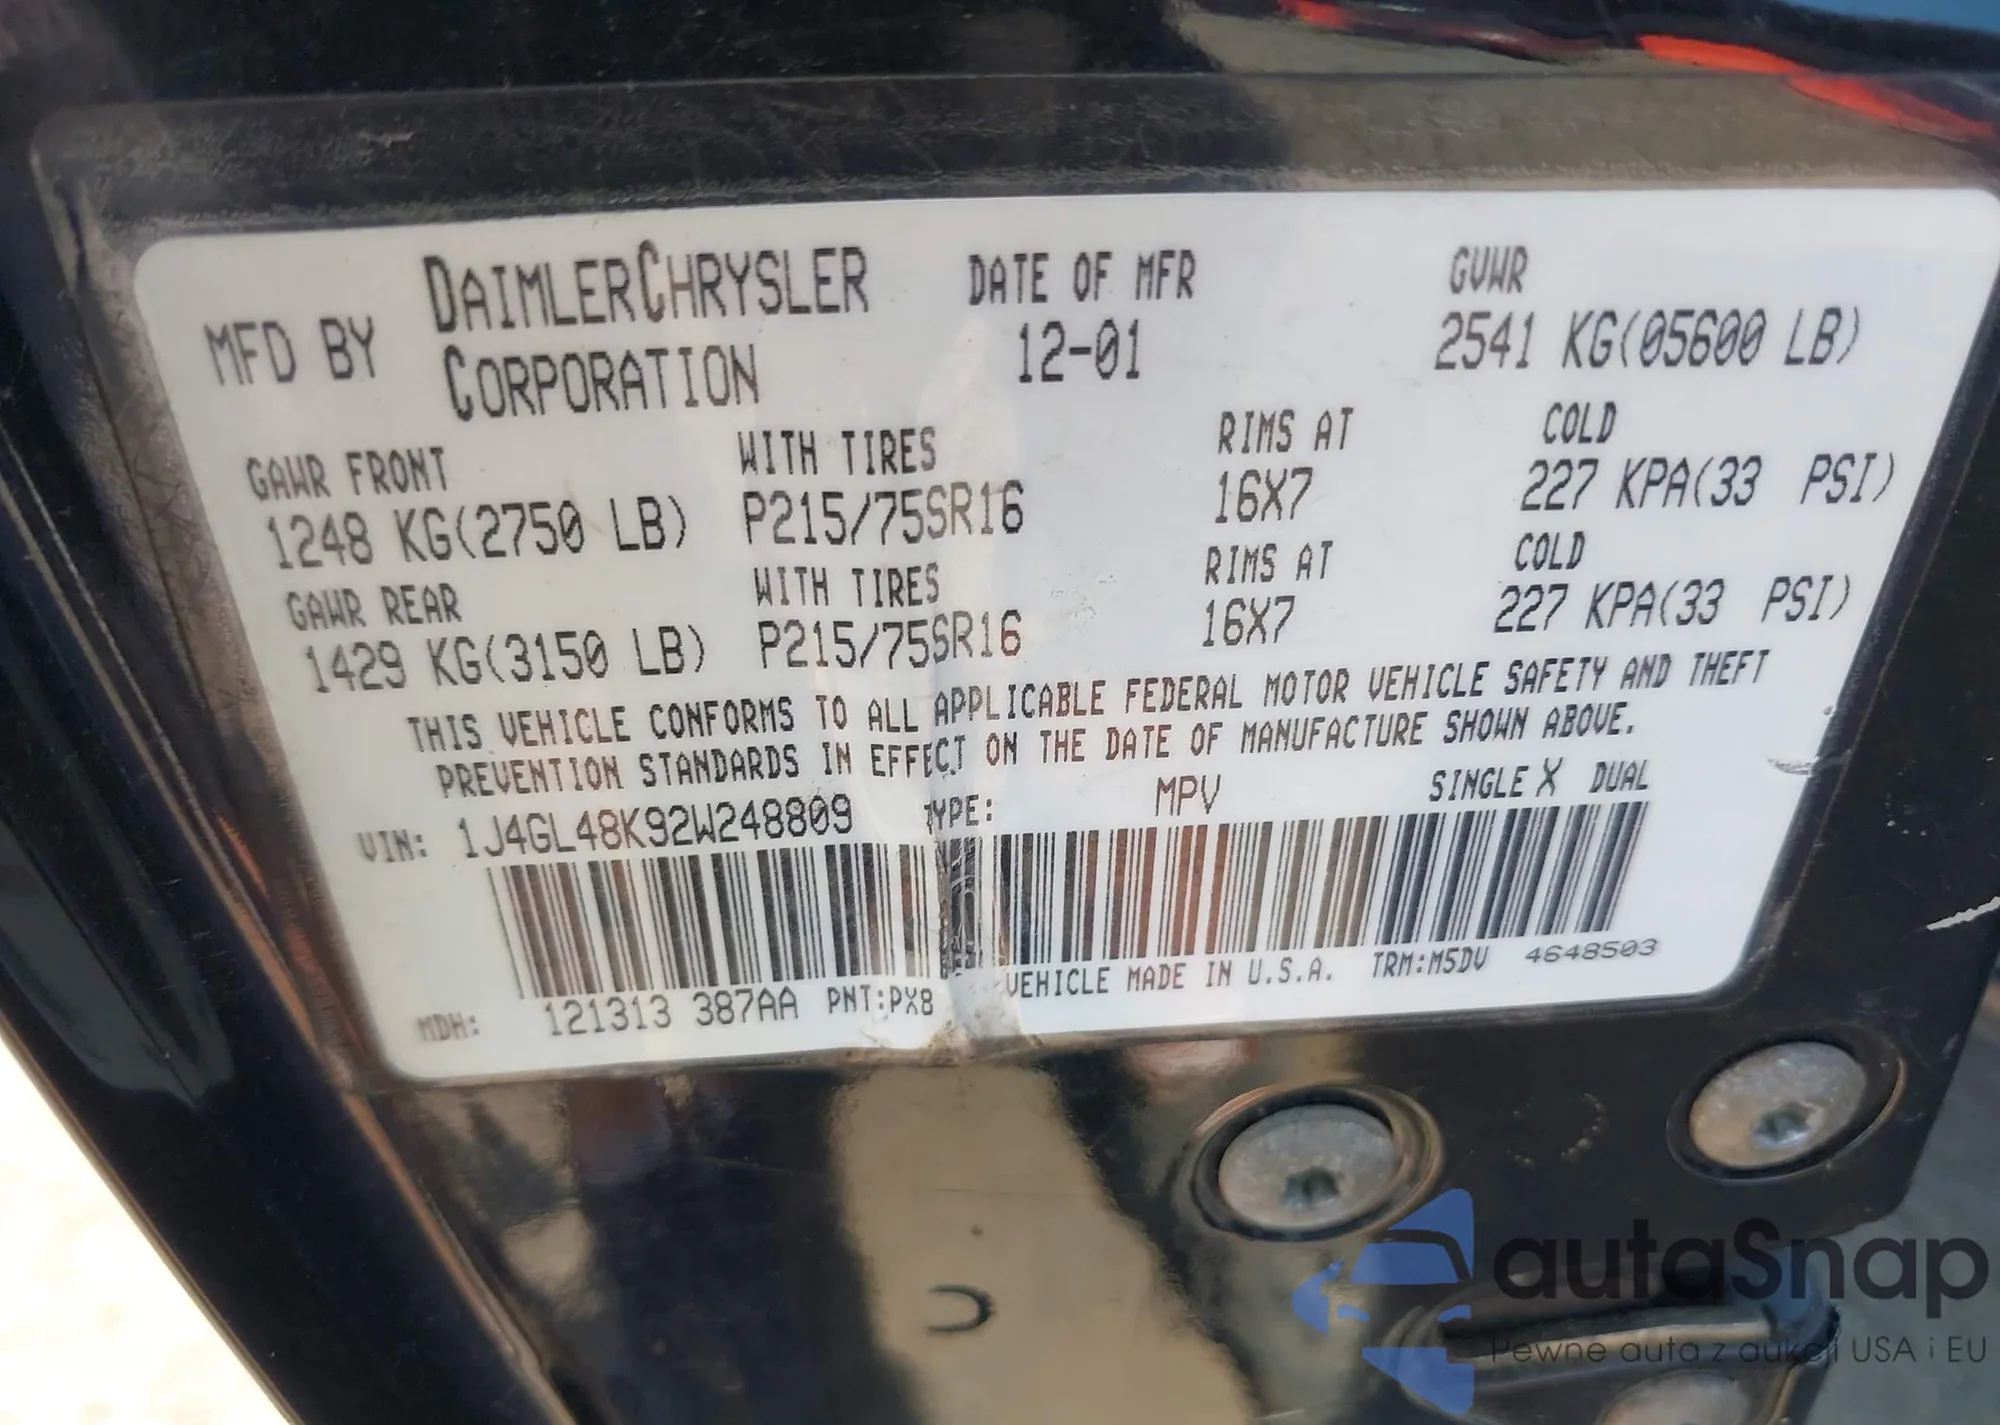 MFD BY DAIMLERCHRYSLER CORPORATION DATE OF MFR 12-01 GVWR 2541 KG(05600 LB)
GAWR FRONT WITH TIRES RIMS AT COLD
1248 KG(2750 LB) P215/75SR16 16X7 227 KPA(33 PSI)
GAWR REAR WITH TIRES RIMS AT COLD
1429 KG(3150 LB) P215/75SR16 16X7 227 KPA(33 PSI)
THIS VEHICLE CONFORMS TO ALL APPLICABLE FEDERAL MOTOR VEHICLE SAFETY AND THEFT
PREVENTION STANDARDS IN EFFECT ON THE DATE OF MANUFACTURE SHOWN ABOVE.
VIN: 1J4GL48K92W248809 TYPE: MPV SINGLE X DUAL
MDH: 121313 387AA PNT:PX8 VEHICLE MADE IN U.S.A. TRM:M5DV 4648503
autaSnap
Pewne auta z aukcji USA i EU